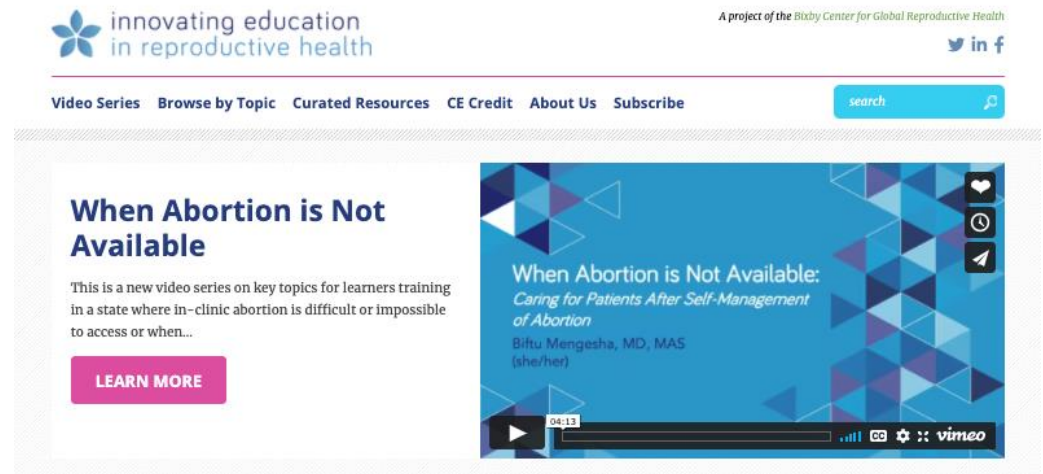 innovating education
in reproductive health
A project of the Bixby Center for Global Reproductive Health
Video Series Browse by Topic Curated Resources CE Credit About Us Subscribe
search
When Abortion is Not
Available
This is a new video series on key topics for learners training
in a state where in-clinic abortion is difficult or impossible
to access or when...
LEARN MORE
When Abortion is Not Available:
Caring for Patients After Self-Management
of Abortion
Biftu Mengesha, MD, MAS
(she/her)
04:13
CC
vimeo